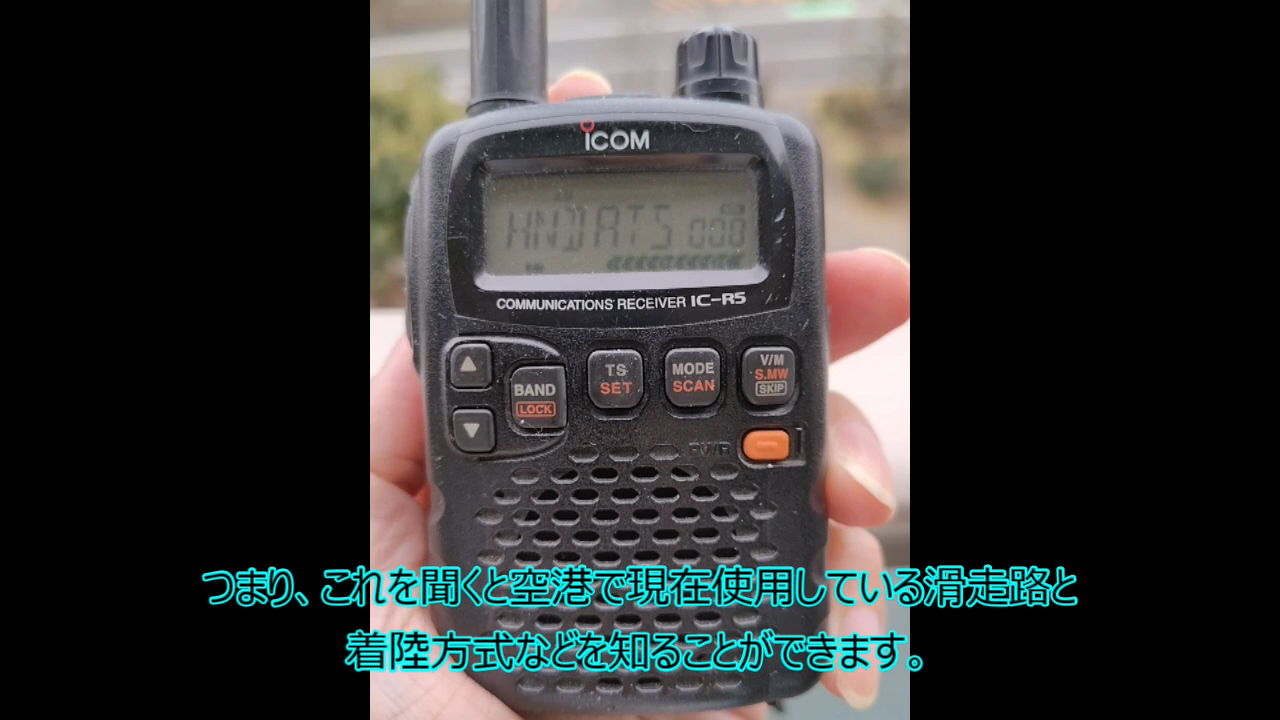 ICOM
HNDATS 000
COMMUNICATIONS RECEIVER IC-R5
BAND
LOCK
TS
SET
MODE
SCAN
V/M
S.MW
SKIP
PWR
つまり、これを聞くと空港で現在使用している滑走路と
着陸方式などを知ることができます。